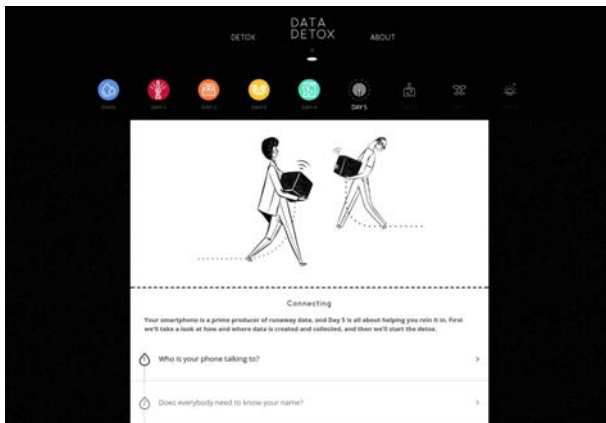 DETOX
DATA
DETOX
ABOUT
DAY 5
Connecting
Your smartphone is a prime producer of runaway data, and Day 5 is all about helping you rein it in. First
we'll take a look at how and where data is created and collected, and then we'll start the detox.
Who is your phone talking to?
Does everybody need to know your name?